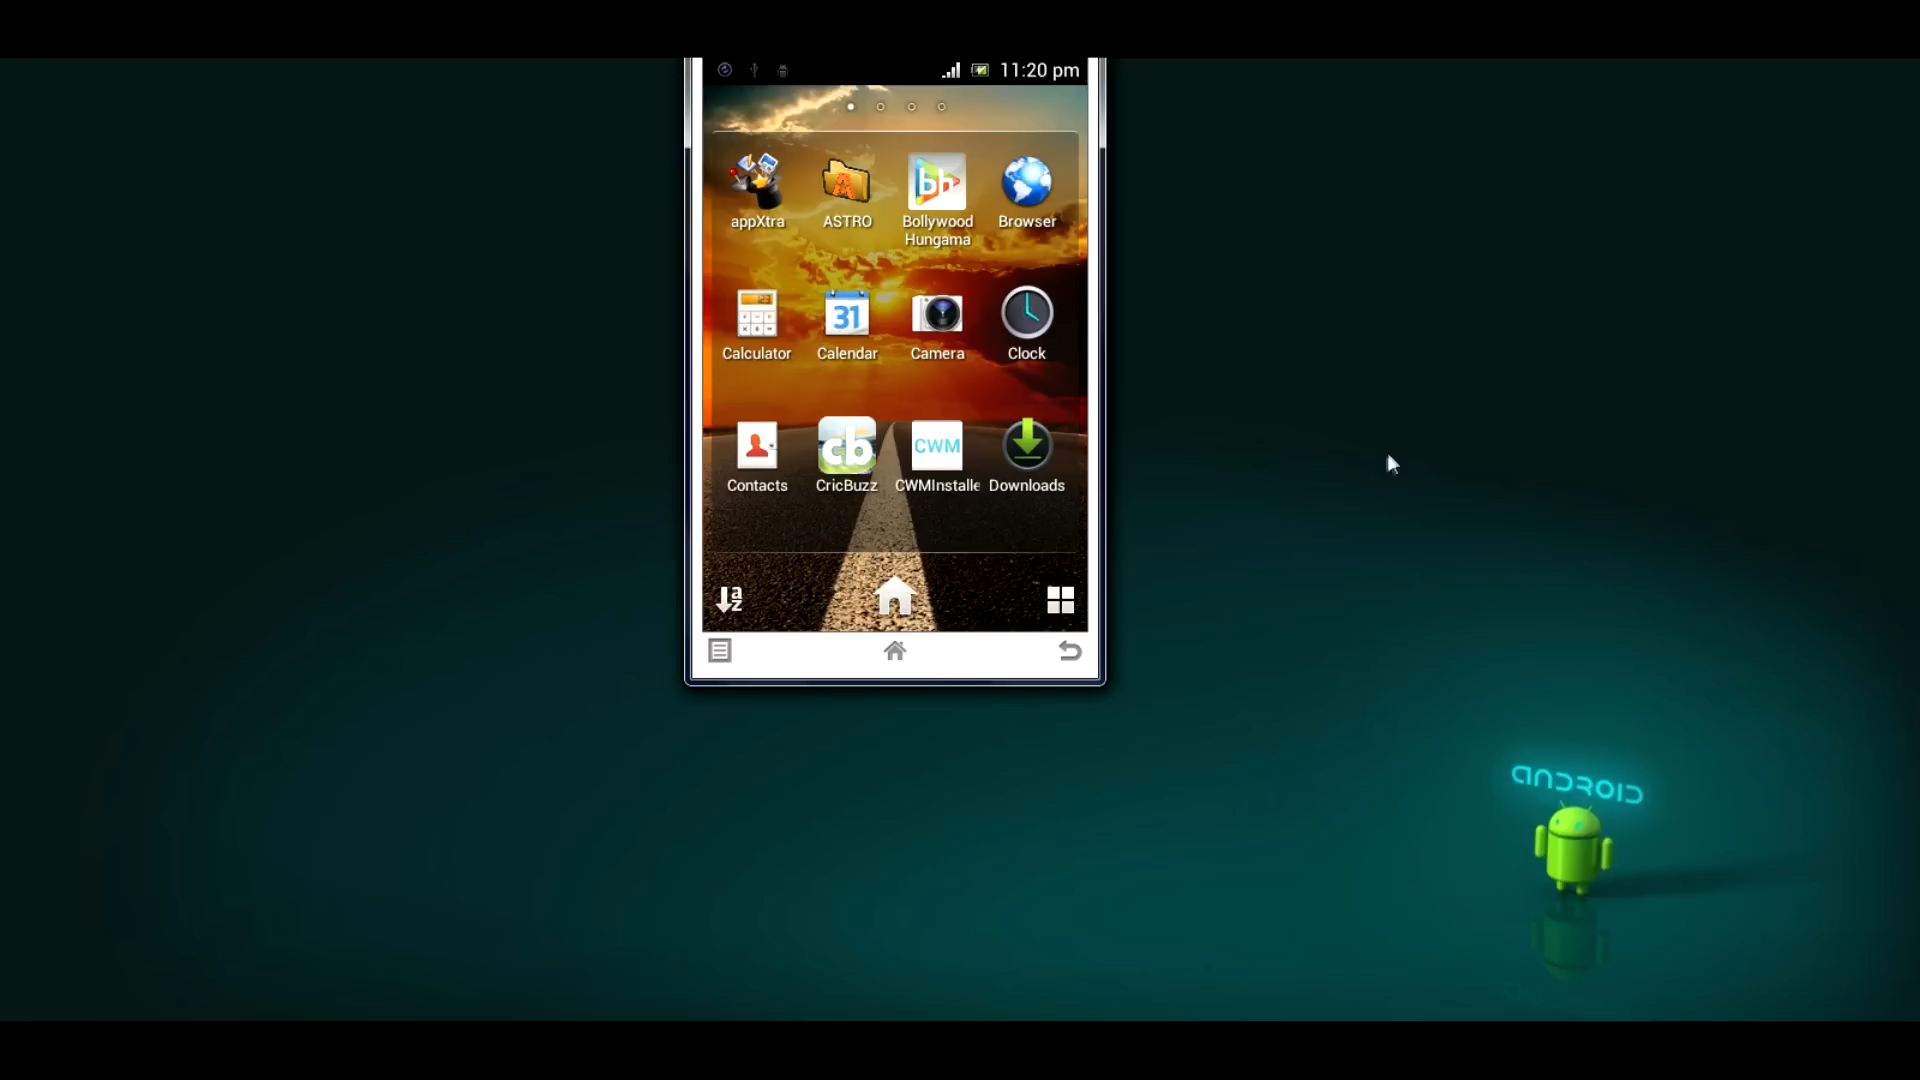 11:20 pm
appXtra
ASTRO
bh
Bollywood
Hungama
Browser
Calculator
31
Calendar
Camera
Clock
Contacts
cb
CricBuzz
CWM
CWMInstalle
Downloads
a
z
ANDROID